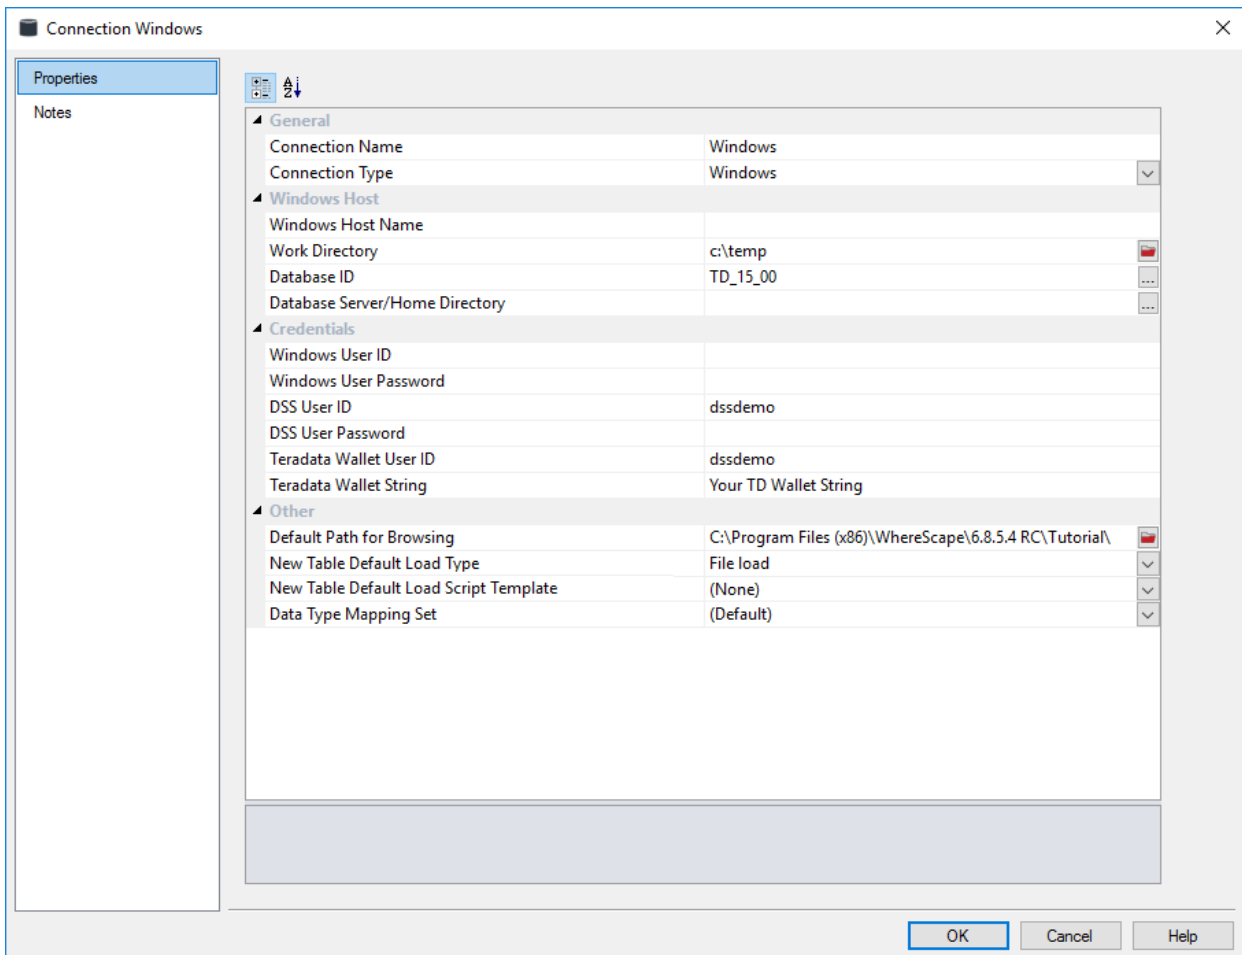 Connection Windows
Properties
Notes
General
Connection Name Windows
Connection Type Windows
Windows Host
Windows Host Name
Work Directory c:\temp
Database ID TD_15_00
Database Server/Home Directory
Credentials
Windows User ID
Windows User Password
DSS User ID dssdemo
DSS User Password
Teradata Wallet User ID dssdemo
Teradata Wallet String Your TD Wallet String
Other
Default Path for Browsing C:\Program Files (x86)\WhereScape\6.8.5.4 RC\Tutorial\
New Table Default Load Type File load
New Table Default Load Script Template (None)
Data Type Mapping Set (Default)
OK Cancel Help